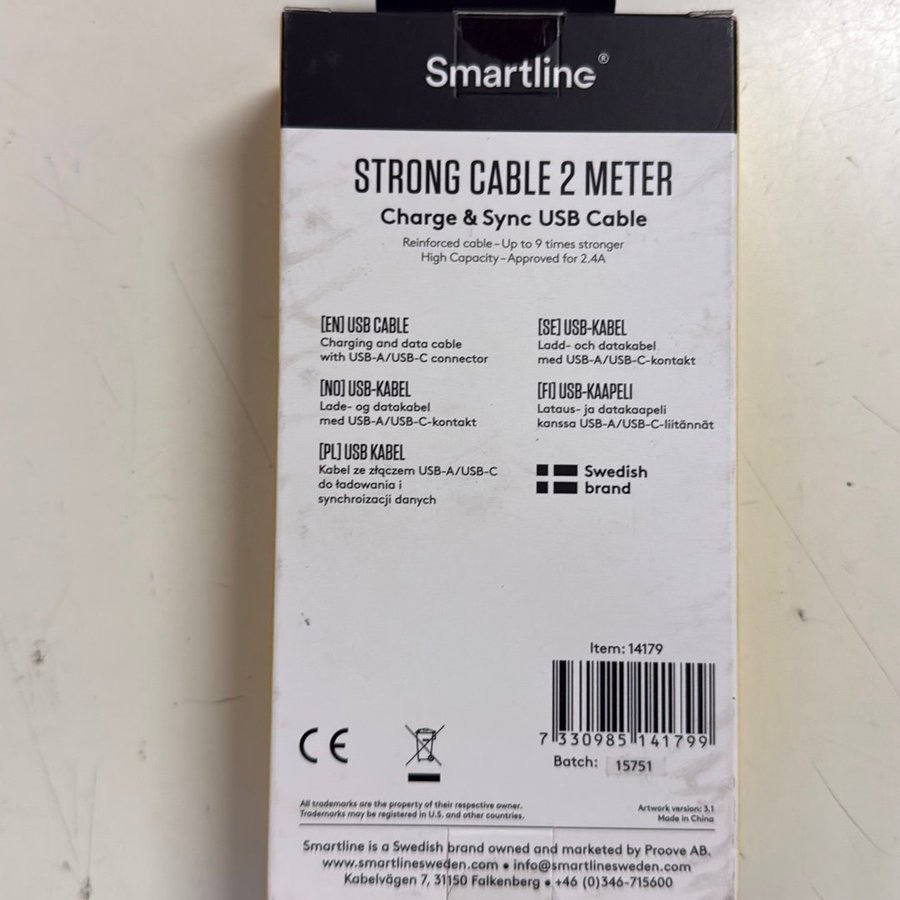 Smartline®
STRONG CABLE 2 METER
Charge & Sync USB Cable
Reinforced cable – Up to 9 times stronger
High Capacity – Approved for 2,4A
[EN] USB CABLE
Charging and data cable
with USB-A/USB-C connector
[SE] USB-KABEL
Ladd- och datakabel
med USB-A/USB-C-kontakt
[NO] USB-KABEL
Lade- og datakabel
med USB-A/USB-C-kontakt
[FI] USB-KAAPELI
Lataus- ja datakaapeli
kanssa USB-A/USB-C-liitännät
[PL] USB KABEL
Kabel ze złączem USB-A/USB-C
do ładowania i
synchroizacji danych
Swedish
brand
Item: 14179
7 330985 141799
Batch: 15751
CE
All trademarks are the property of their respective owner.
Trademarks may be registered in U.S. and other countries.
Artwork version: 3.1
Made in China
Smartline is a Swedish brand owned and marketed by Proove AB.
www.smartlinesweden.com • info@smartlinesweden.com
Kabelvägen 7, 31150 Falkenberg • +46 (0)346-715600